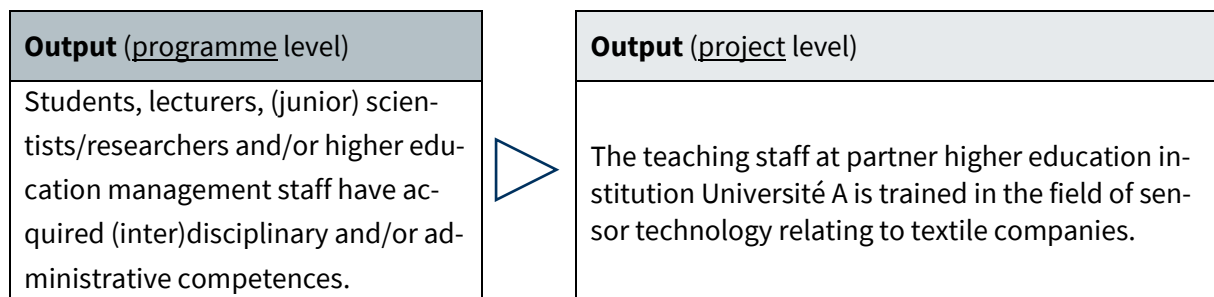 Output (programme level)
Students, lecturers, (junior) scien-
tists/researchers and/or higher edu-
cation management staff have ac-
quired (inter)disciplinary and/or ad-
ministrative competences.
Output (project level)
The teaching staff at partner higher education in-
stitution Université A is trained in the field of sen-
sor technology relating to textile companies.